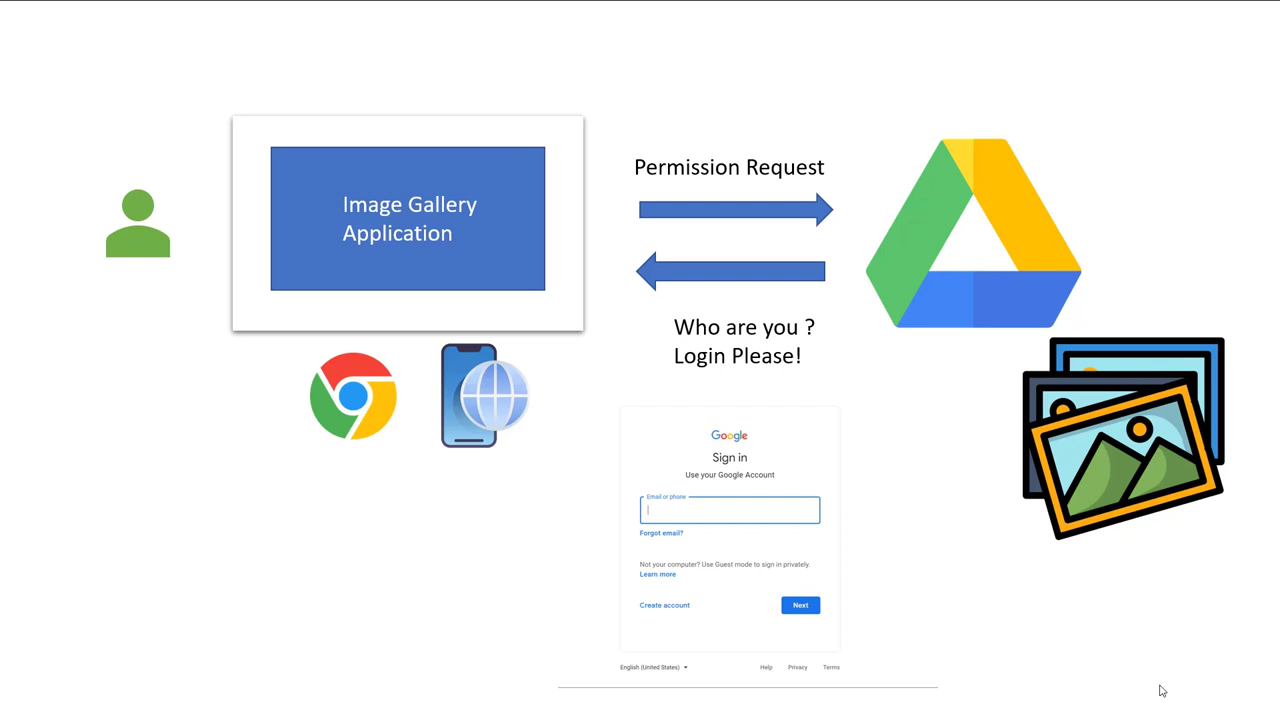 Permission Request
Image Gallery
Application
Who are you ?
Login Please!
Google
Sign in
Use your Google Account
Email or phone
Forgot email?
Not your computer? Use Guest mode to sign in privately.
Learn more
Create account
Next
English (United States)
Help
Privacy
Terms